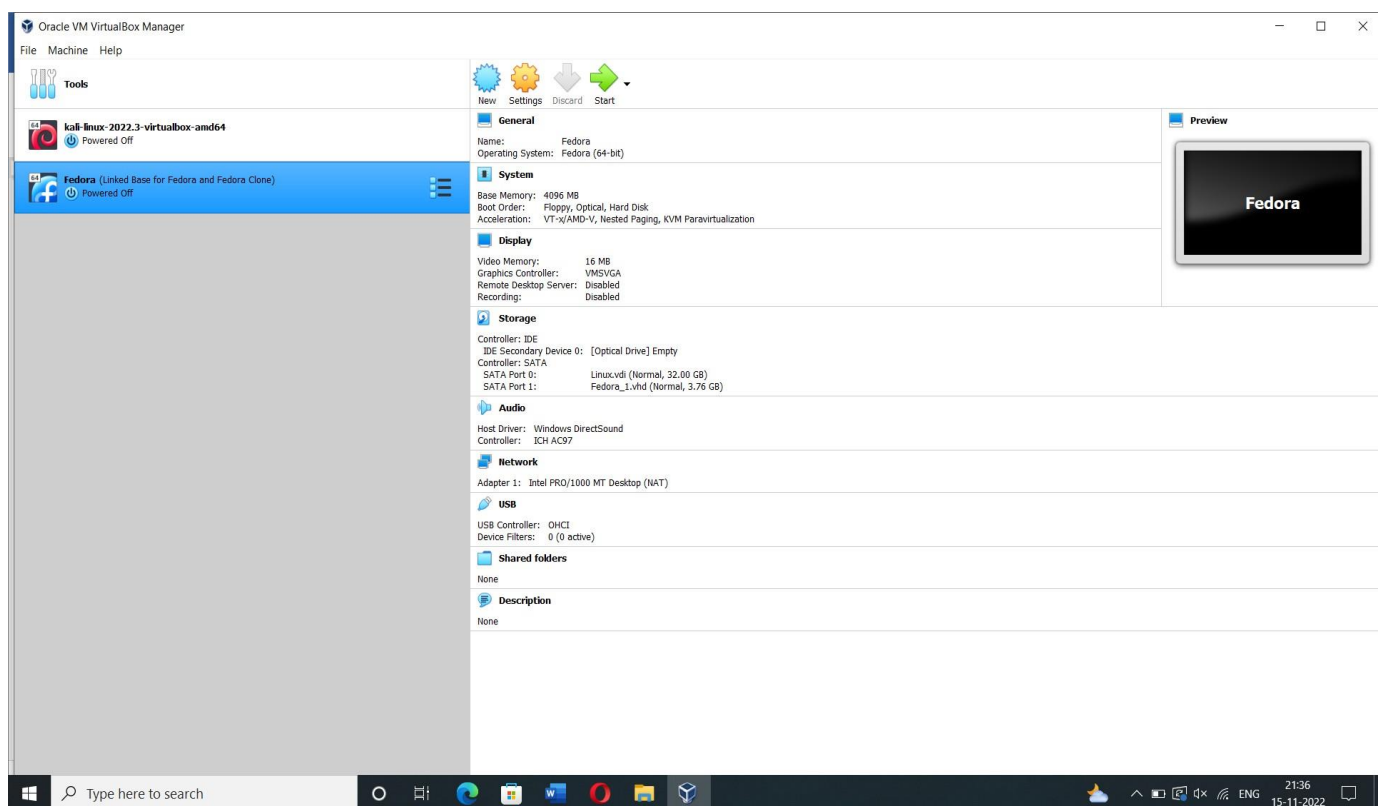 Oracle VM VirtualBox Manager
File Machine Help
Tools
New Settings Discard Start
64
kali-linux-2022.3-virtualbox-amd64
Powered Off
64
Fedora (Linked Base for Fedora and Fedora Clone)
Powered Off
General
Name: Fedora
Operating System: Fedora (64-bit)
System
Base Memory: 4096 MB
Boot Order: Floppy, Optical, Hard Disk
Acceleration: VT-x/AMD-V, Nested Paging, KVM Paravirtualization
Display
Video Memory: 16 MB
Graphics Controller: VMSVGA
Remote Desktop Server: Disabled
Recording: Disabled
Storage
Controller: IDE
IDE Secondary Device 0: [Optical Drive] Empty
Controller: SATA
SATA Port 0: Linux.vdi (Normal, 32.00 GB)
SATA Port 1: Fedora_1.vhd (Normal, 3.76 GB)
Audio
Host Driver: Windows DirectSound
Controller: ICH AC97
Network
Adapter 1: Intel PRO/1000 MT Desktop (NAT)
USB
USB Controller: OHCI
Device Filters: 0 (0 active)
Shared folders
None
Description
None
Preview
Fedora
Type here to search
W
ENG
21:36
15-11-2022